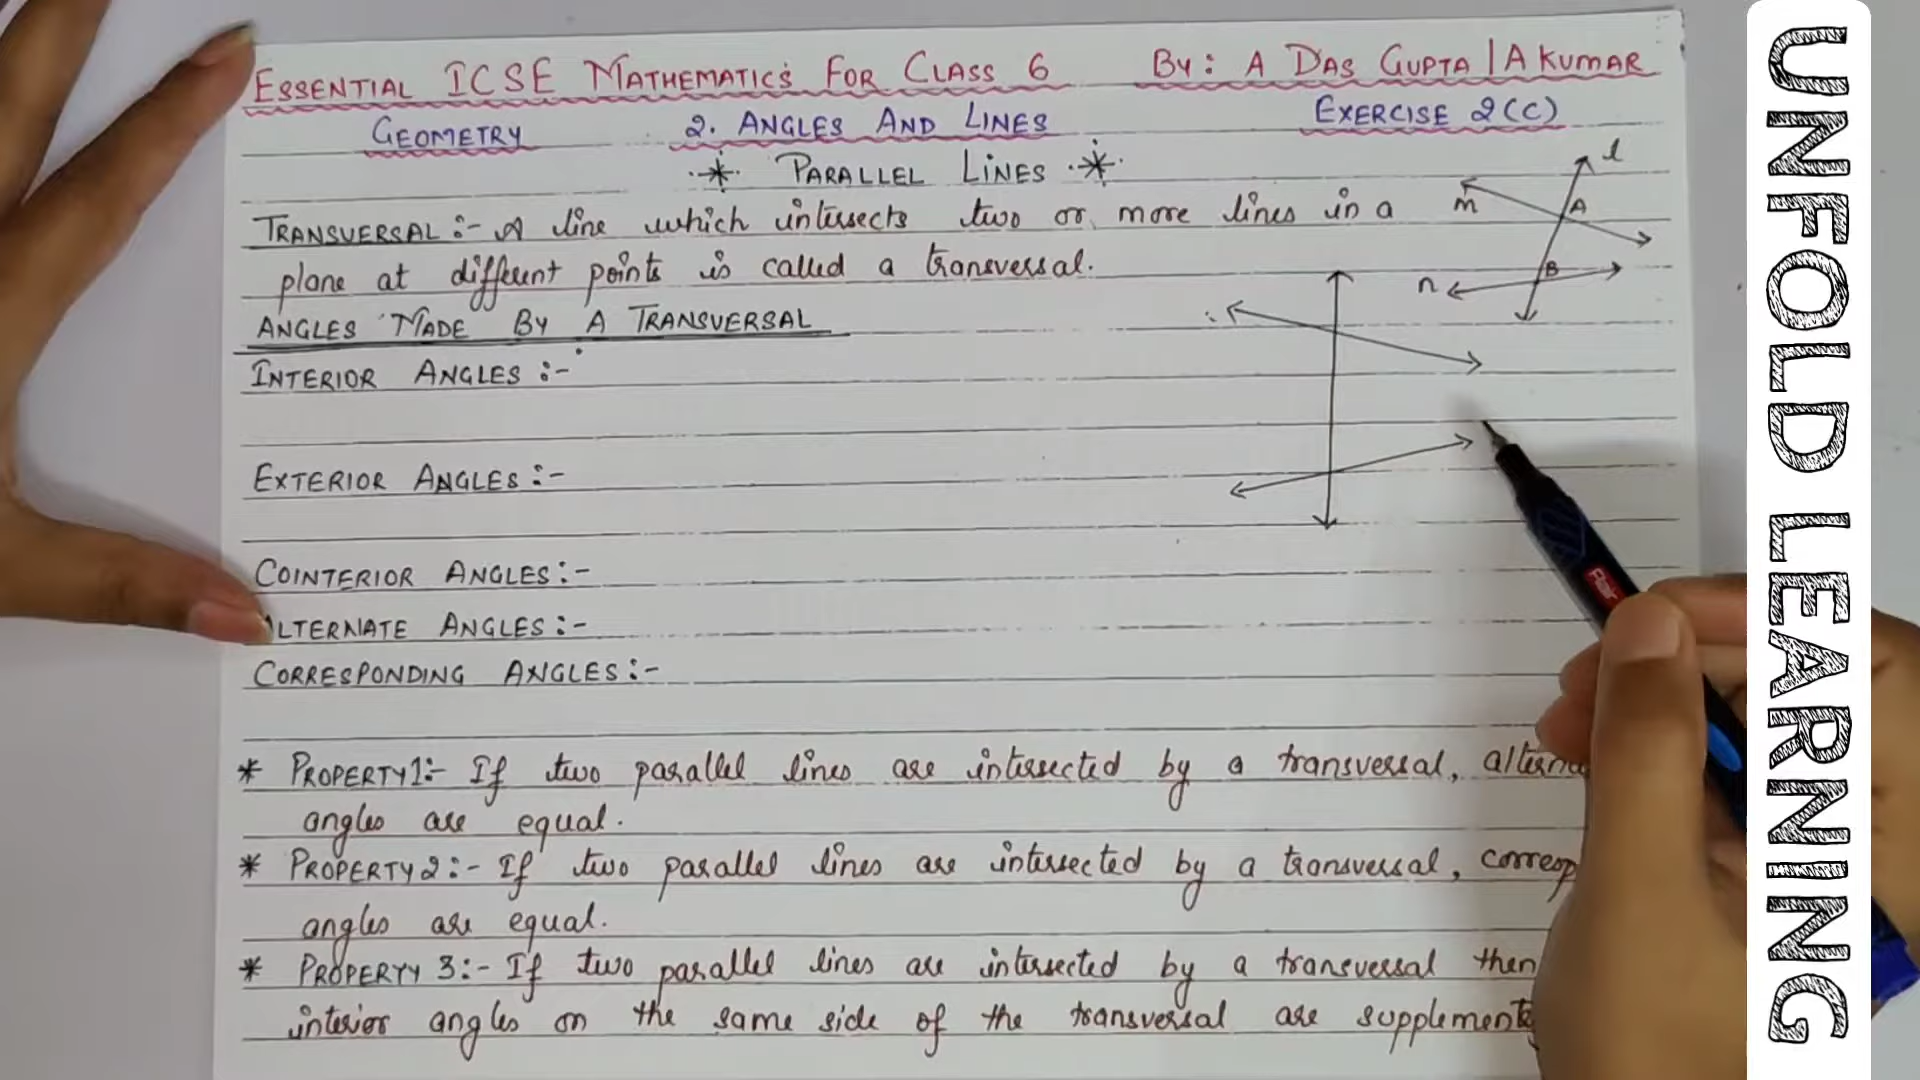 ESSENTIAL ICSE MATHEMATICS FOR CLASS 6 BY: A DAS GUPTA | A KUMAR
GEOMETRY 2. ANGLES AND LINES EXERCISE 2(C)
* PARALLEL LINES *
TRANSVERSAL:- A line which intersects two or more lines in a
plane at different points is called a transversal.
l
m
A
n
B
ANGLES MADE BY A TRANSVERSAL
INTERIOR ANGLES:-
EXTERIOR ANGLES:-
COINTERIOR ANGLES:-
ALTERNATE ANGLES:-
CORRESPONDING ANGLES:-
* PROPERTY 1:- If two parallel lines are intersected by a transversal, alterna
angles are equal.
* PROPERTY 2:- If two parallel lines are intersected by a transversal, corresp
angles are equal.
* PROPERTY 3:- If two parallel lines are intersected by a transversal then
interior angles on the same side of the transversal are supplement
UNFOLD LEARNING
Flair